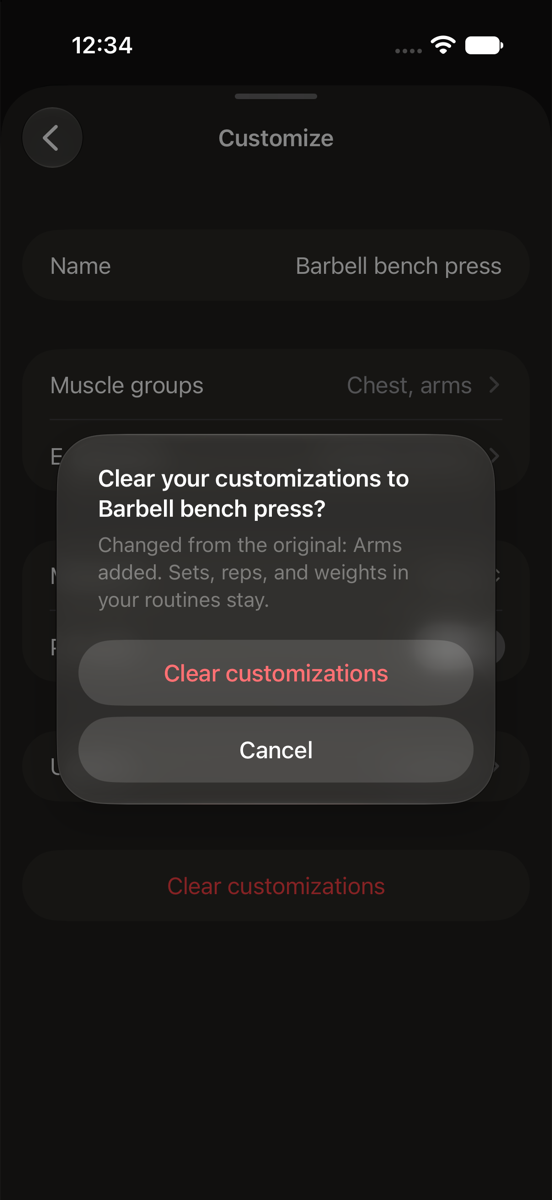 12:34
Customize
Name Barbell bench press
Muscle groups Chest, arms
Clear your customizations to
Barbell bench press?
Changed from the original: Arms
added. Sets, reps, and weights in
your routines stay.
Clear customizations
Cancel
Clear customizations